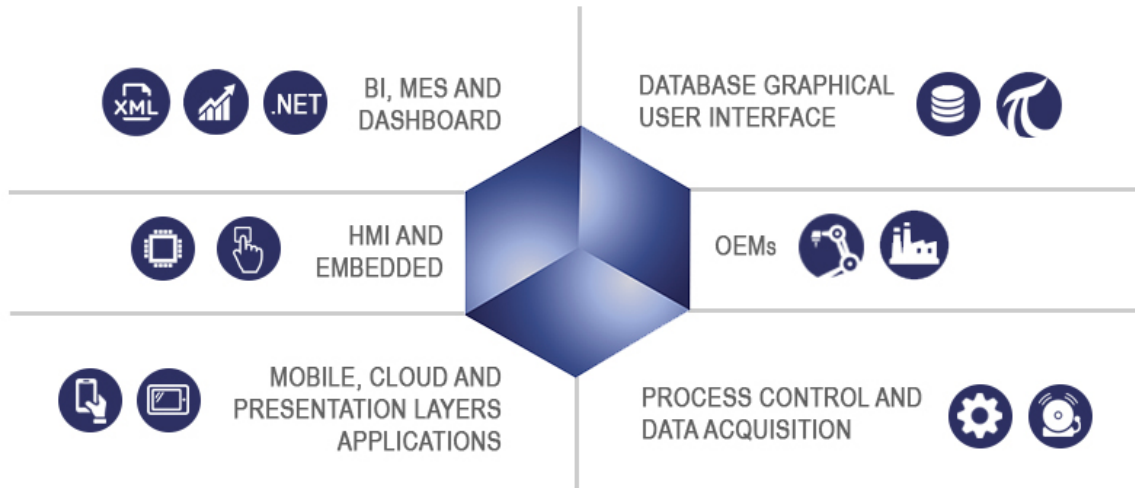 XML
.NET
BI, MES AND
DASHBOARD
DATABASE GRAPHICAL
USER INTERFACE
HMI AND
EMBEDDED
OEMs
MOBILE, CLOUD AND
PRESENTATION LAYERS
APPLICATIONS
PROCESS CONTROL AND
DATA ACQUISITION